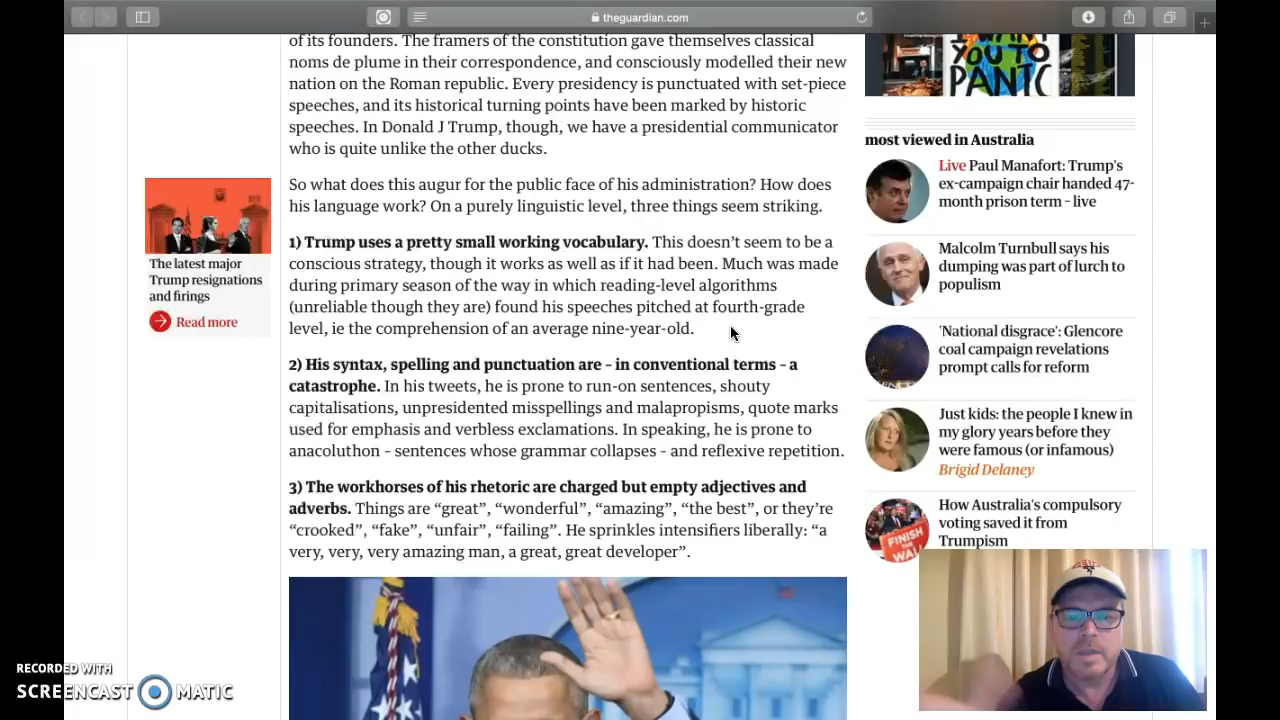 theguardian.com
of its founders. The framers of the constitution gave themselves classical
noms de plume in their correspondence, and consciously modelled their new
nation on the Roman republic. Every presidency is punctuated with set-piece
speeches, and its historical turning points have been marked by historic
speeches. In Donald J Trump, though, we have a presidential communicator
who is quite unlike the other ducks.
So what does this augur for the public face of his administration? How does
his language work? On a purely linguistic level, three things seem striking.
1) Trump uses a pretty small working vocabulary. This doesn’t seem to be a
conscious strategy, though it works as well as if it had been. Much was made
during primary season of the way in which reading-level algorithms
(unreliable though they are) found his speeches pitched at fourth-grade
level, ie the comprehension of an average nine-year-old.
2) His syntax, spelling and punctuation are – in conventional terms – a
catastrophe. In his tweets, he is prone to run-on sentences, shouty
capitalisations, unpresidented misspellings and malapropisms, quote marks
used for emphasis and verbless exclamations. In speaking, he is prone to
anacoluthon – sentences whose grammar collapses – and reflexive repetition.
3) The workhorses of his rhetoric are charged but empty adjectives and
adverbs. Things are “great”, “wonderful”, “amazing”, “the best”, or they’re
“crooked”, “fake”, “unfair”, “failing”. He sprinkles intensifiers liberally: “a
very, very, very amazing man, a great, great developer”.
The latest major
Trump resignations
and firings
Read more
YOU TO
PANIC
most viewed in Australia
Live Paul Manafort: Trump's
ex-campaign chair handed 47-
month prison term – live
Malcolm Turnbull says his
dumping was part of lurch to
populism
'National disgrace': Glencore
coal campaign revelations
prompt calls for reform
Just kids: the people I knew in
my glory years before they
were famous (or infamous)
Brigid Delaney
How Australia's compulsory
voting saved it from
Trumpism
FINISH
THE
WALL
RECORDED WITH
SCREENCAST MATIC